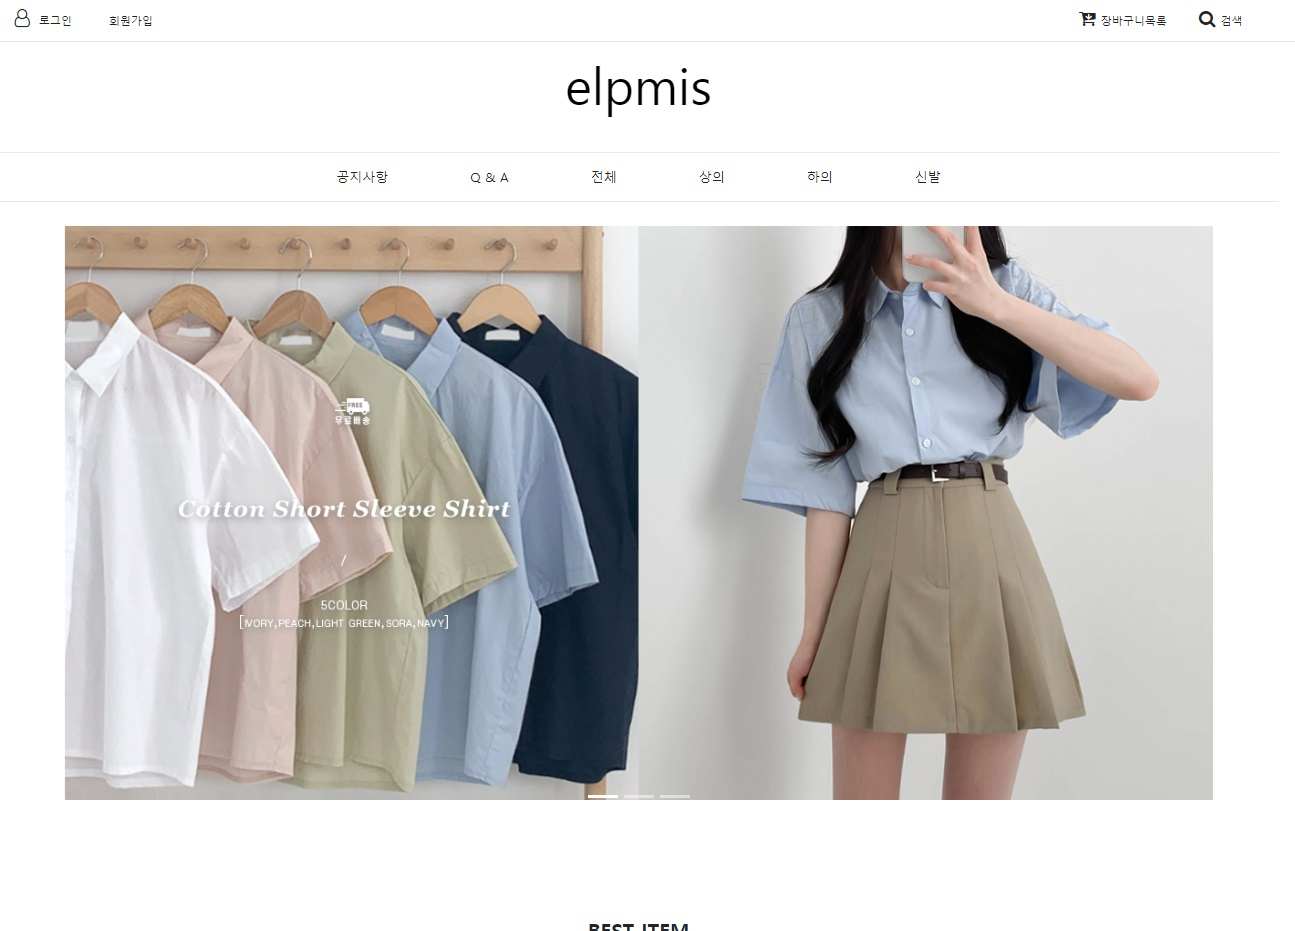 로그인
회원가입
장바구니목록
검색
elpmis
공지사항
Q & A
전체
상의
하의
신발
FREE
무료배송
Cotton Short Sleeve Shirt
/
5COLOR
[IVORY,PEACH,LIGHT GREEN,SORA,NAVY]
BEST ITEM